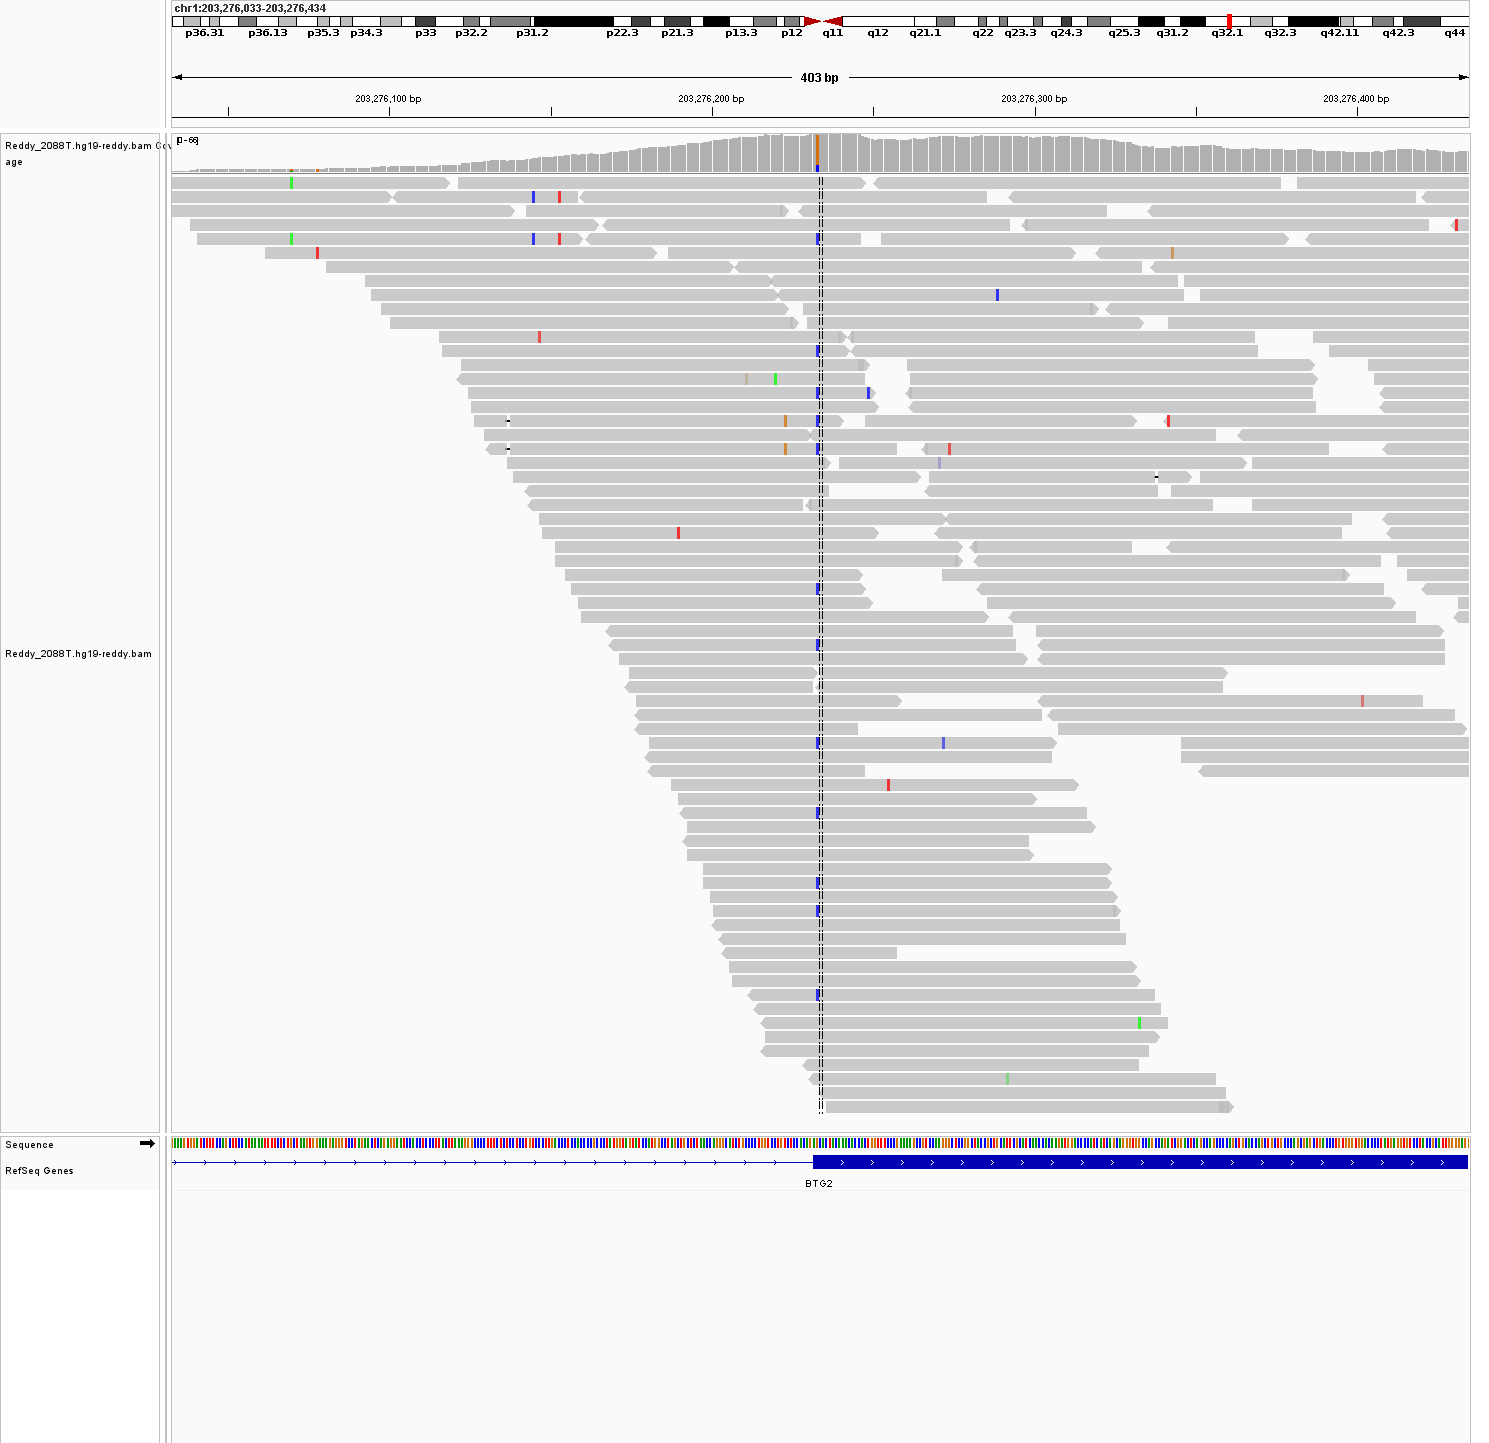 chr1:203,276,033-203,276,434
p36.31 p36.13 p35.3 p34.3 p33 p32.2 p31.2 p22.3 p21.3 p13.3 p12 q11 q12 q21.1 q22 q23.3 q24.3 q25.3 q31.2 q32.1 q32.3 q42.11 q42.3 q44
403 bp
203,276,100 bp 203,276,200 bp 203,276,300 bp 203,276,400 bp
[0-66]
Reddy_2088T.hg19-reddy.bam Cov
age
Reddy_2088T.hg19-reddy.bam
Sequence
RefSeq Genes
BTG2